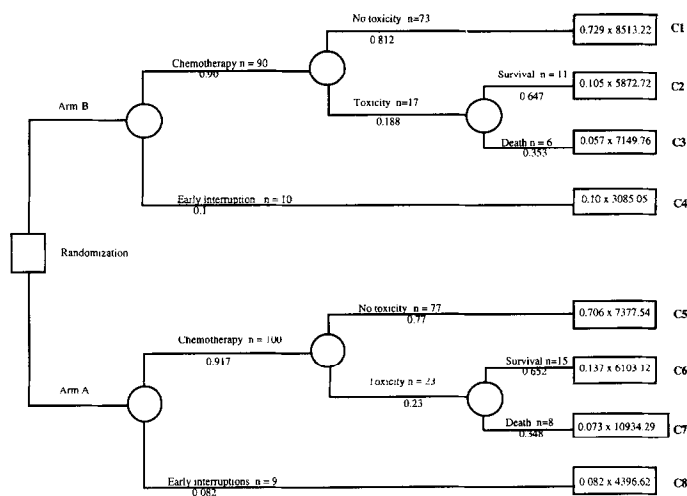 No toxicity n=73
0.812
0.729 x 8513.22
C1
Chemotherapy n = 90
0.90
Survival n = 11
0.647
0.105 x 5872.72
C2
Arm B
Toxicity n=17
0.188
Death n = 6
0.353
0.057 x 7149.76
C3
Early interruption n = 10
0.1
0.10 x 3085.05
C4
Randomization
No toxicity n = 77
0.77
0.706 x 7377.54
C5
Chemotherapy n = 100
0.917
Survival n=15
0.652
0.137 x 6103.12
C6
Arm A
Toxicity n = 23
0.23
Death n=8
0.348
0.073 x 10934.29
C7
Early interruptions n = 9
0.082
0.082 x 4396.62
C8